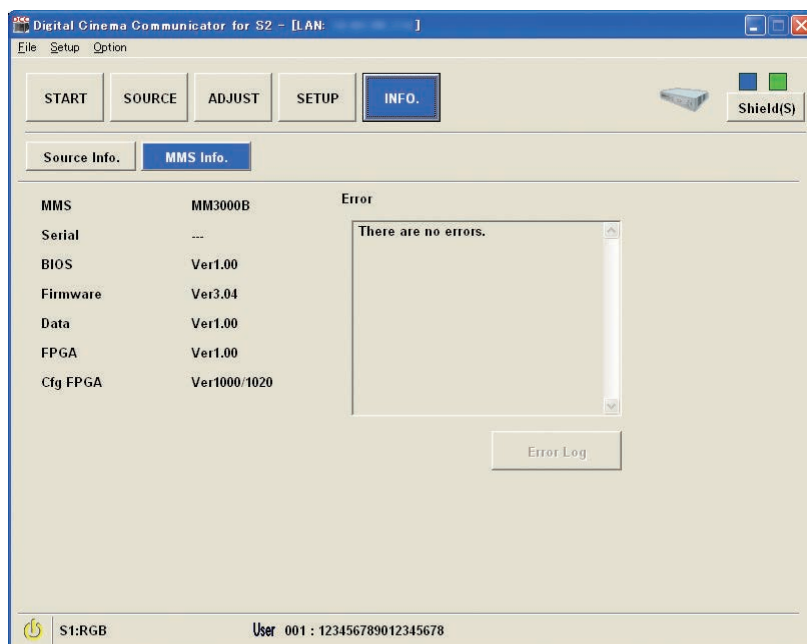 Digital Cinema Communicator for S2 - [LAN: ]
File Setup Option
START SOURCE ADJUST SETUP INFO.
Shield(S)
Source Info. MMS Info.
MMS MM3000B
Serial ---
BIOS Ver1.00
Firmware Ver3.04
Data Ver1.00
FPGA Ver1.00
Cfg FPGA Ver1000/1020
Error
There are no errors.
Error Log
S1:RGB User 001 : 123456789012345678